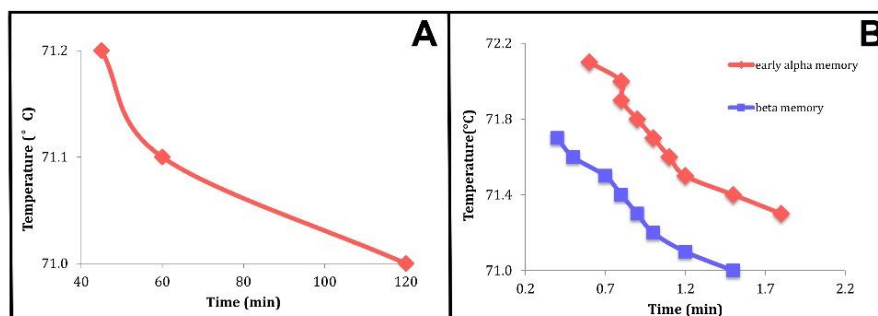 A
71.2
71.1
71.0
Temperature (° C)
40
60
80
100
120
Time (min)
B
72.2
71.8
71.4
71.0
Temperature(°C)
early alpha memory
beta memory
0.2
0.7
1.2
1.7
2.2
Time (min)